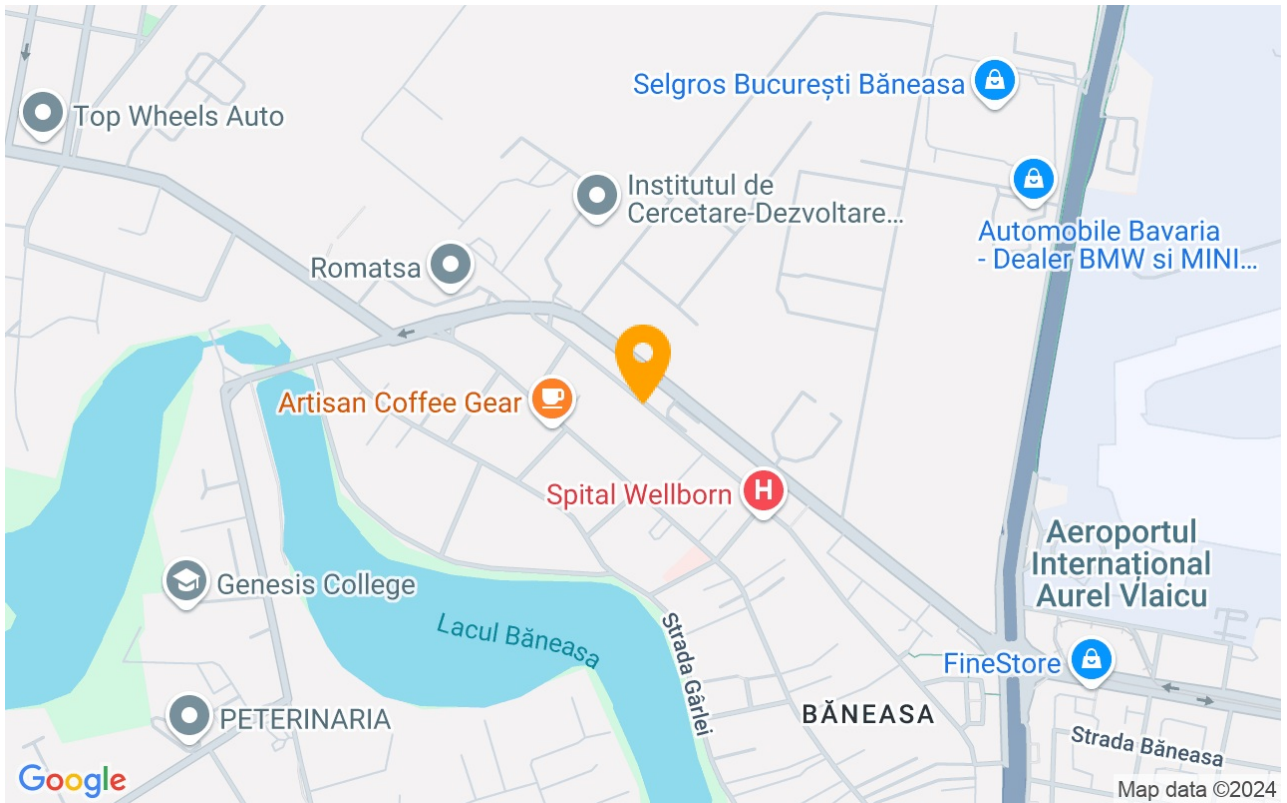 Selgros București Băneasa
Top Wheels Auto
Institutul de
Cercetare-Dezvoltare...
Automobile Bavaria
- Dealer BMW si MINI...
Romatsa
Artisan Coffee Gear
Spital Wellborn
H
Aeroportul
Internațional
Aurel Vlaicu
Genesis College
Lacul Băneasa
Strada Gârlei
FineStore
PETERINARIA
BĂNEASA
Strada Băneasa
Google
Map data ©2024